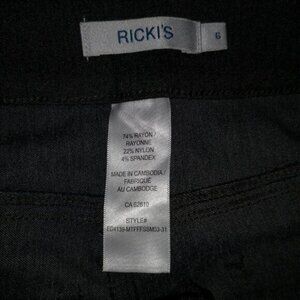 RICKI'S
6
74% RAYON /
RAYONNE
22% NYLON
4% SPANDEX
MADE IN CAMBODIA /
FABRIQUÉ
AU CAMBODGE
CA 62610
STYLE#